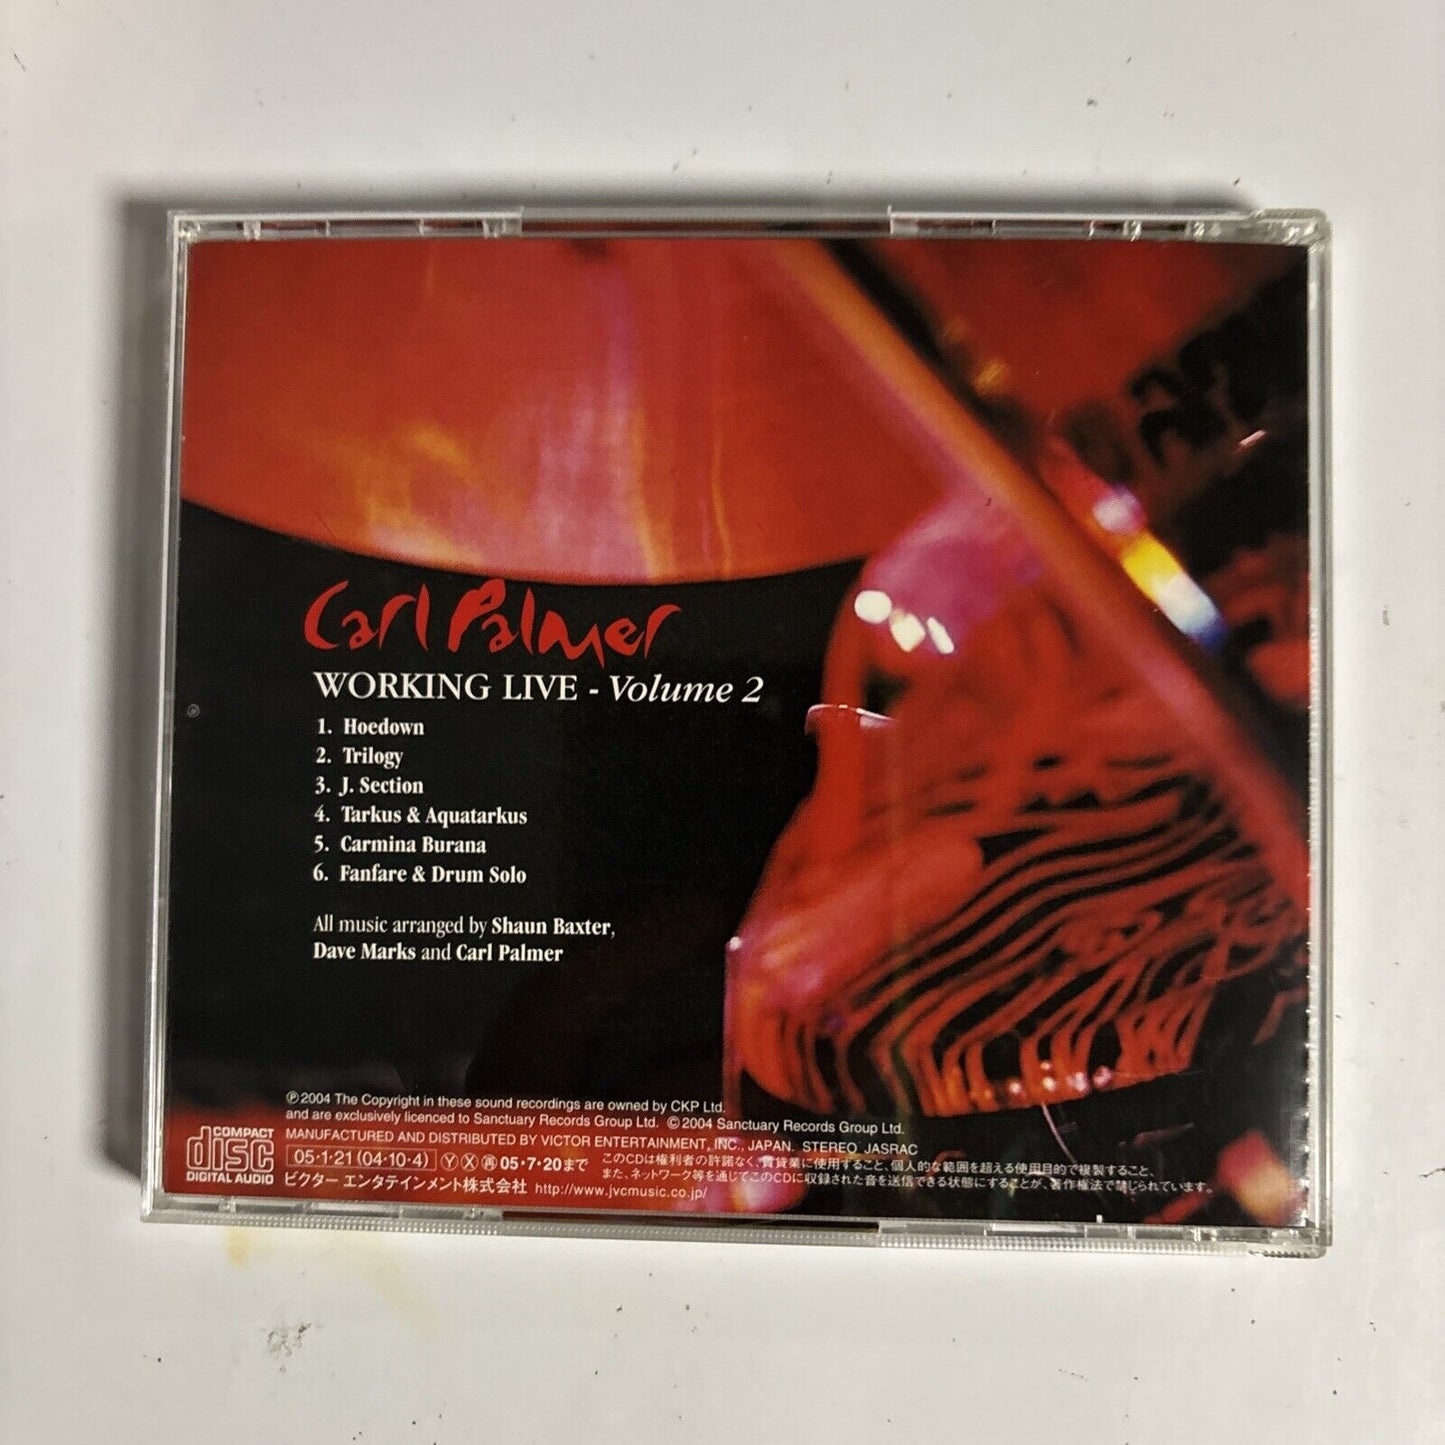 Carl Palmer
WORKING LIVE - Volume 2
1. Hoedown
2. Trilogy
3. J. Section
4. Tarkus & Aquatarkus
5. Carmina Burana
6. Fanfare & Drum Solo
All music arranged by Shaun Baxter,
Dave Marks and Carl Palmer
℗2004 The Copyright in these sound recordings are owned by CKP Ltd.
and are exclusively licenced to Sanctuary Records Group Ltd. ©2004 Sanctuary Records Group Ltd.
MANUFACTURED AND DISTRIBUTED BY VICTOR ENTERTAINMENT, INC., JAPAN. STEREO JASRAC
COMPACT
disc
DIGITAL AUDIO
05・1・21 (04・10・4) Ⓨ Ⓧ ㊢ 05・7・20まで
ビクター エンタテインメント株式会社 http://www.jvcmusic.co.jp/
このCDは権利者の許諾なく、賃貸業に使用すること、個人的な範囲を超える使用目的で複製すること、
また、ネットワーク等を通じてこのCDに収録された音を送信できる状態にすることが、著作権法で禁じられています。